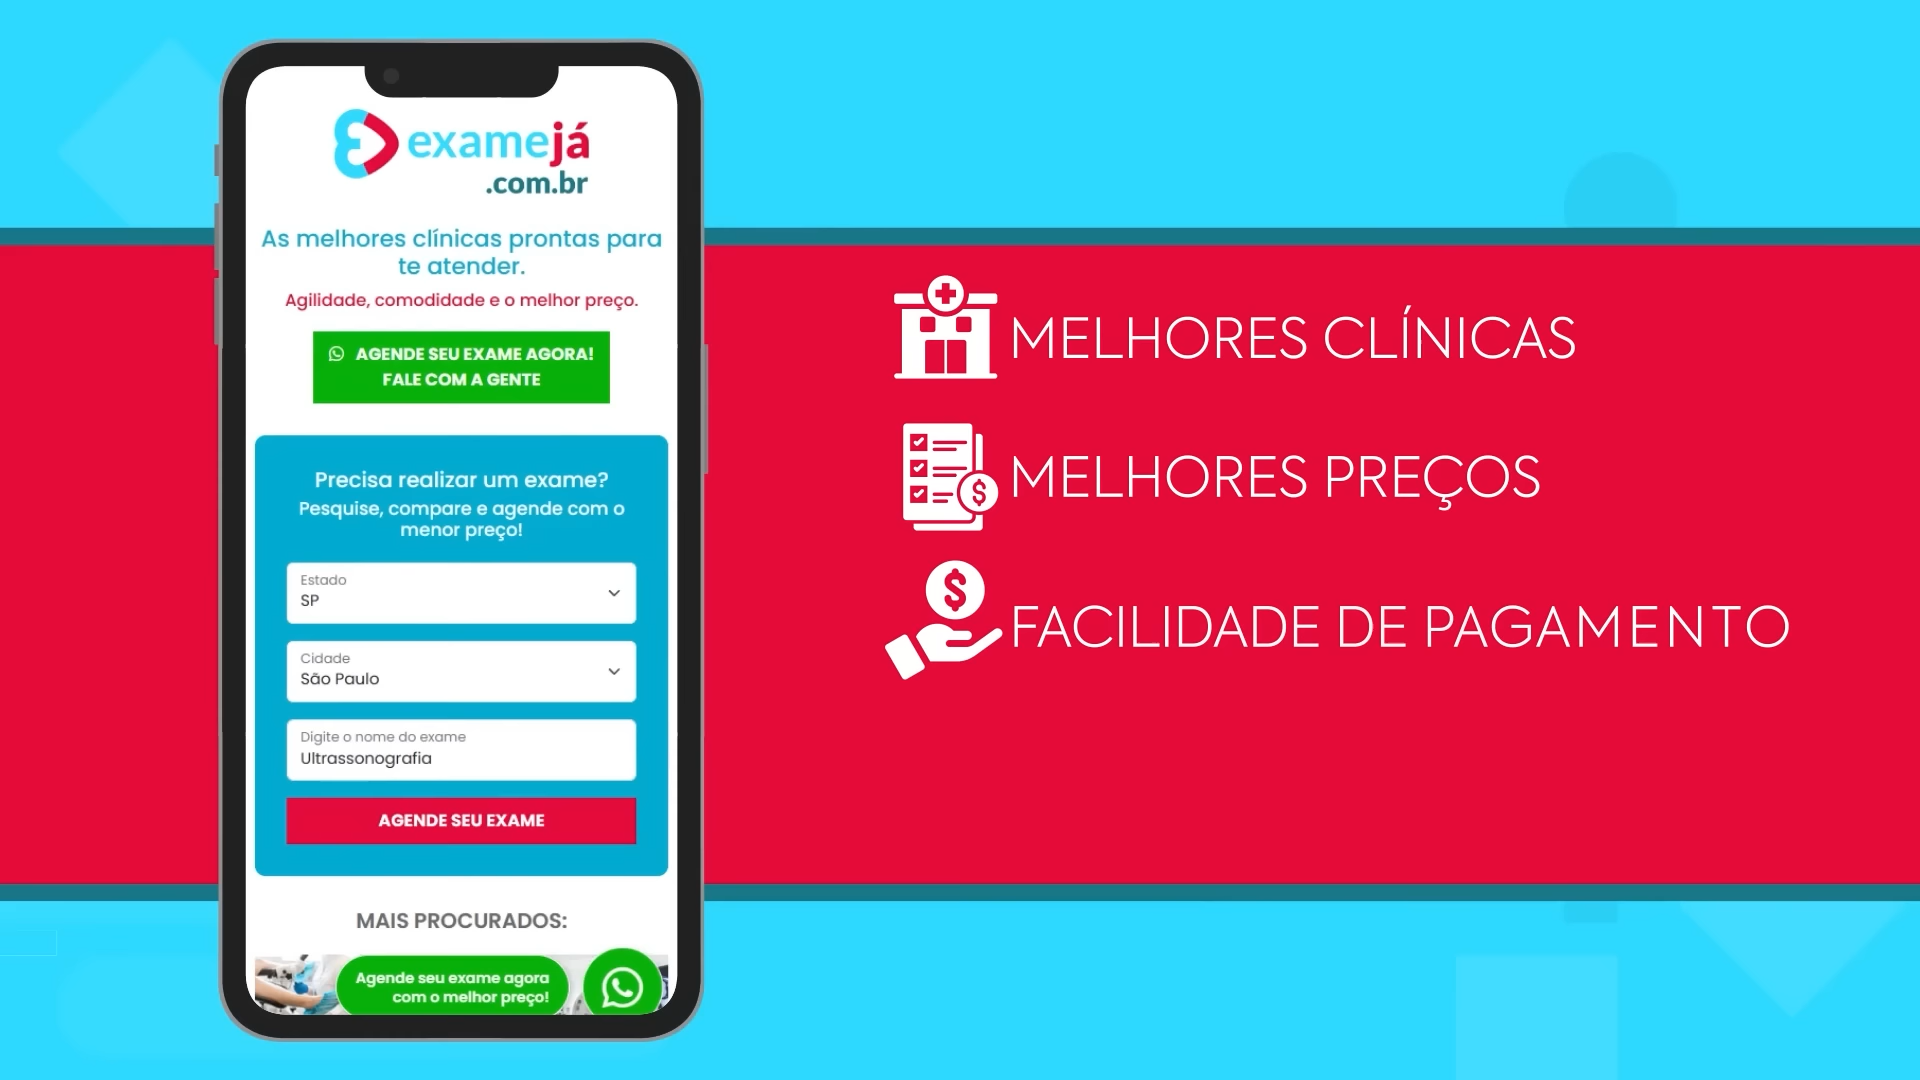 examejá
.com.br
As melhores clínicas prontas para
te atender.
Agilidade, comodidade e o melhor preço.
AGENDE SEU EXAME AGORA!
FALE COM A GENTE
Precisa realizar um exame?
Pesquise, compare e agende com o
menor preço!
Estado
SP
Cidade
São Paulo
Digite o nome do exame
Ultrassonografia
AGENDE SEU EXAME
MAIS PROCURADOS:
Agende seu exame agora
com o melhor preço!
MELHORES CLÍNICAS
MELHORES PREÇOS
FACILIDADE DE PAGAMENTO